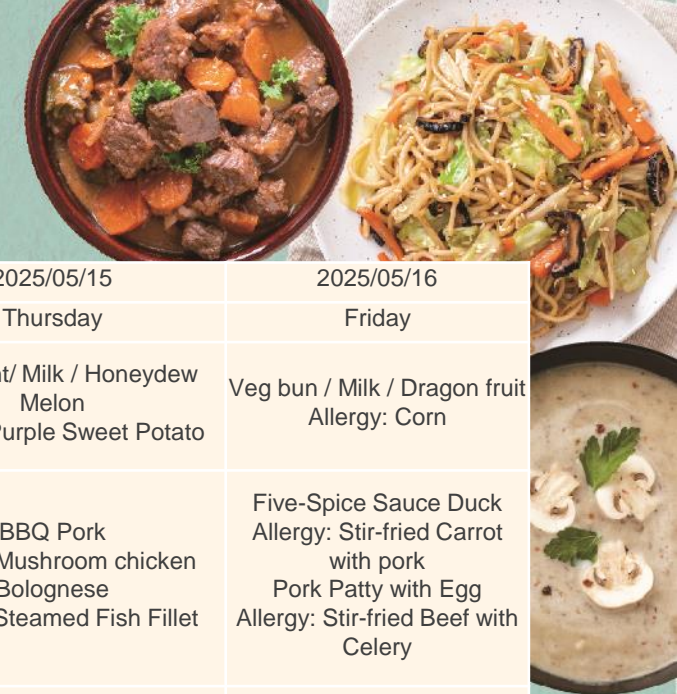 2025/05/15
Thursday
/ Milk / Honeydew
Melon
Purple Sweet Potato
BBQ Pork
Mushroom chicken
Bolognese
Steamed Fish Fillet
2025/05/16
Friday
Veg bun / Milk / Dragon fruit
Allergy: Corn
Five-Spice Sauce Duck
Allergy: Stir-fried Carrot
with pork
Pork Patty with Egg
Allergy: Stir-fried Beef with
Celery